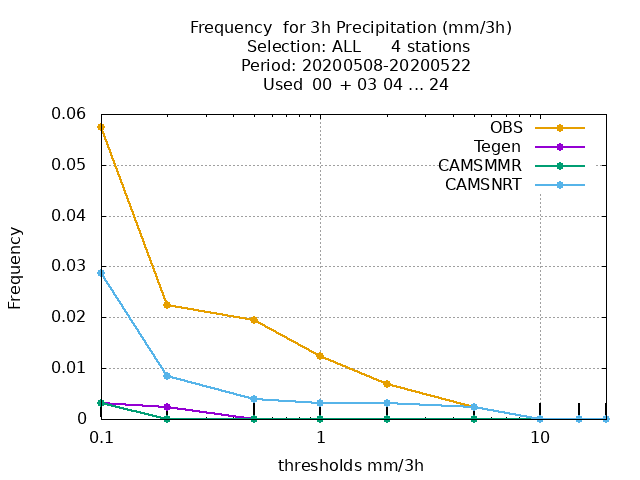 Frequency  for 3h Precipitation (mm/3h)
Selection: ALL      4 stations
Period: 20200508-20200522
Used  00  + 03 04 ... 24
0.06
0.05
0.04
0.03
0.02
0.01
0
Frequency
OBS
Tegen
CAMSMMR
CAMSNRT
0.1 1 10
thresholds mm/3h